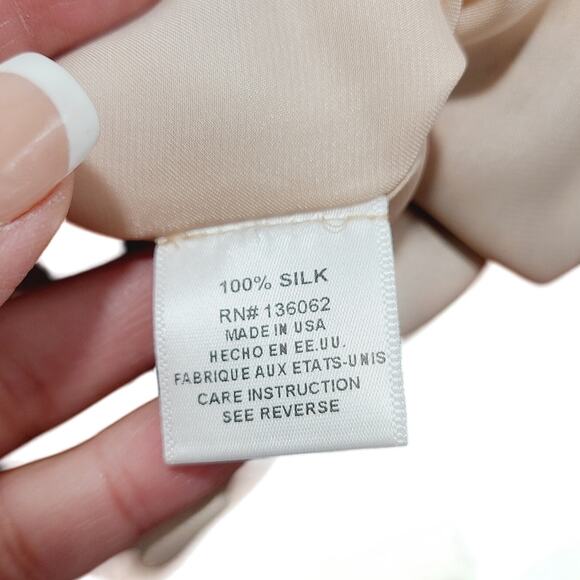 100% SILK
RN# 136062
MADE IN USA
HECHO EN EE.UU.
FABRIQUE AUX ETATS-UNIS
CARE INSTRUCTION
SEE REVERSE